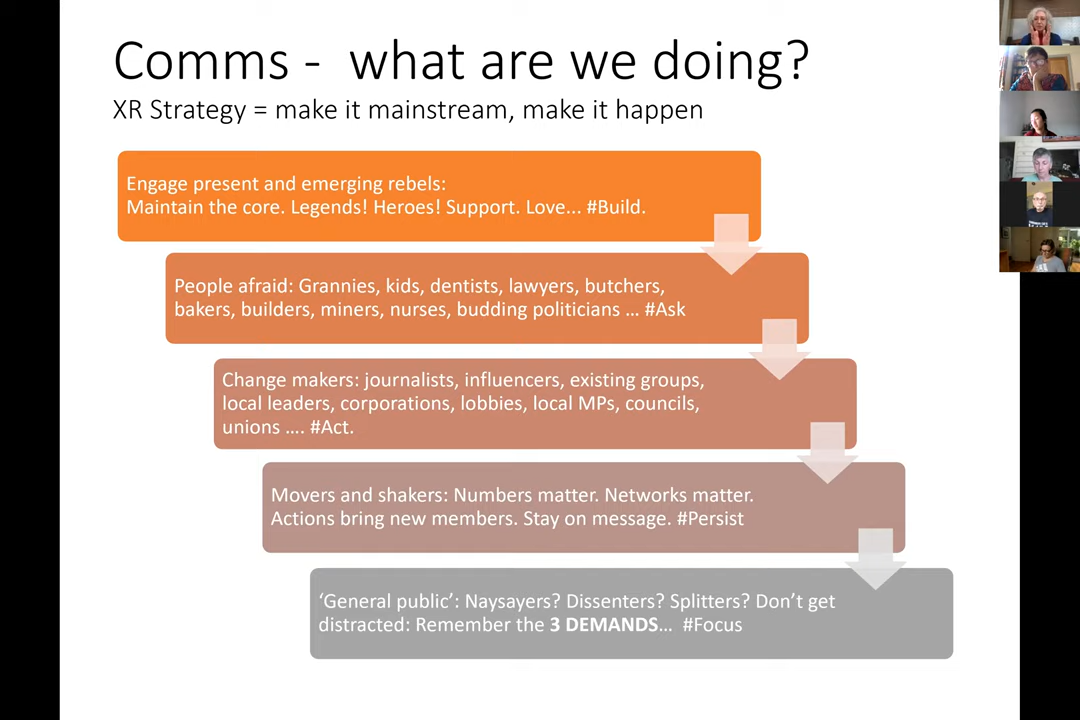 Comms -  what are we doing?
XR Strategy = make it mainstream, make it happen
Engage present and emerging rebels:
Maintain the core. Legends! Heroes! Support. Love... #Build.
People afraid: Grannies, kids, dentists, lawyers, butchers,
bakers, builders, miners, nurses, budding politicians … #Ask
Change makers: journalists, influencers, existing groups,
local leaders, corporations, lobbies, local MPs, councils,
unions …. #Act.
Movers and shakers: Numbers matter. Networks matter.
Actions bring new members. Stay on message. #Persist
‘General public’: Naysayers? Dissenters? Splitters? Don’t get
distracted: Remember the 3 DEMANDS…  #Focus